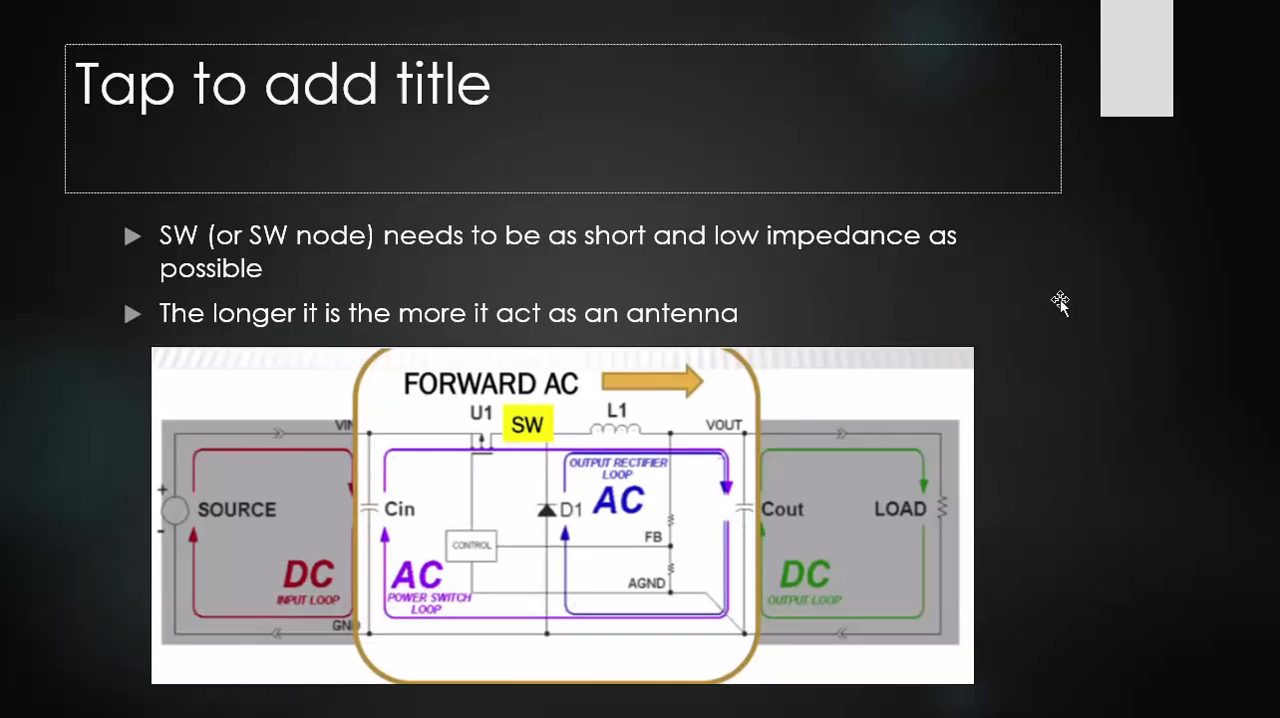 Tap to add title
SW (or SW node) needs to be as short and low impedance as
possible
The longer it is the more it act as an antenna
FORWARD AC
U1
SW
L1
VIN
VOUT
OUTPUT RECTIFIER
LOOP
AC
+
SOURCE
-
Cin
D1
Cout
LOAD
CONTROL
FB
DC
INPUT LOOP
AC
POWER SWITCH
LOOP
AGND
DC
OUTPUT LOOP
GND